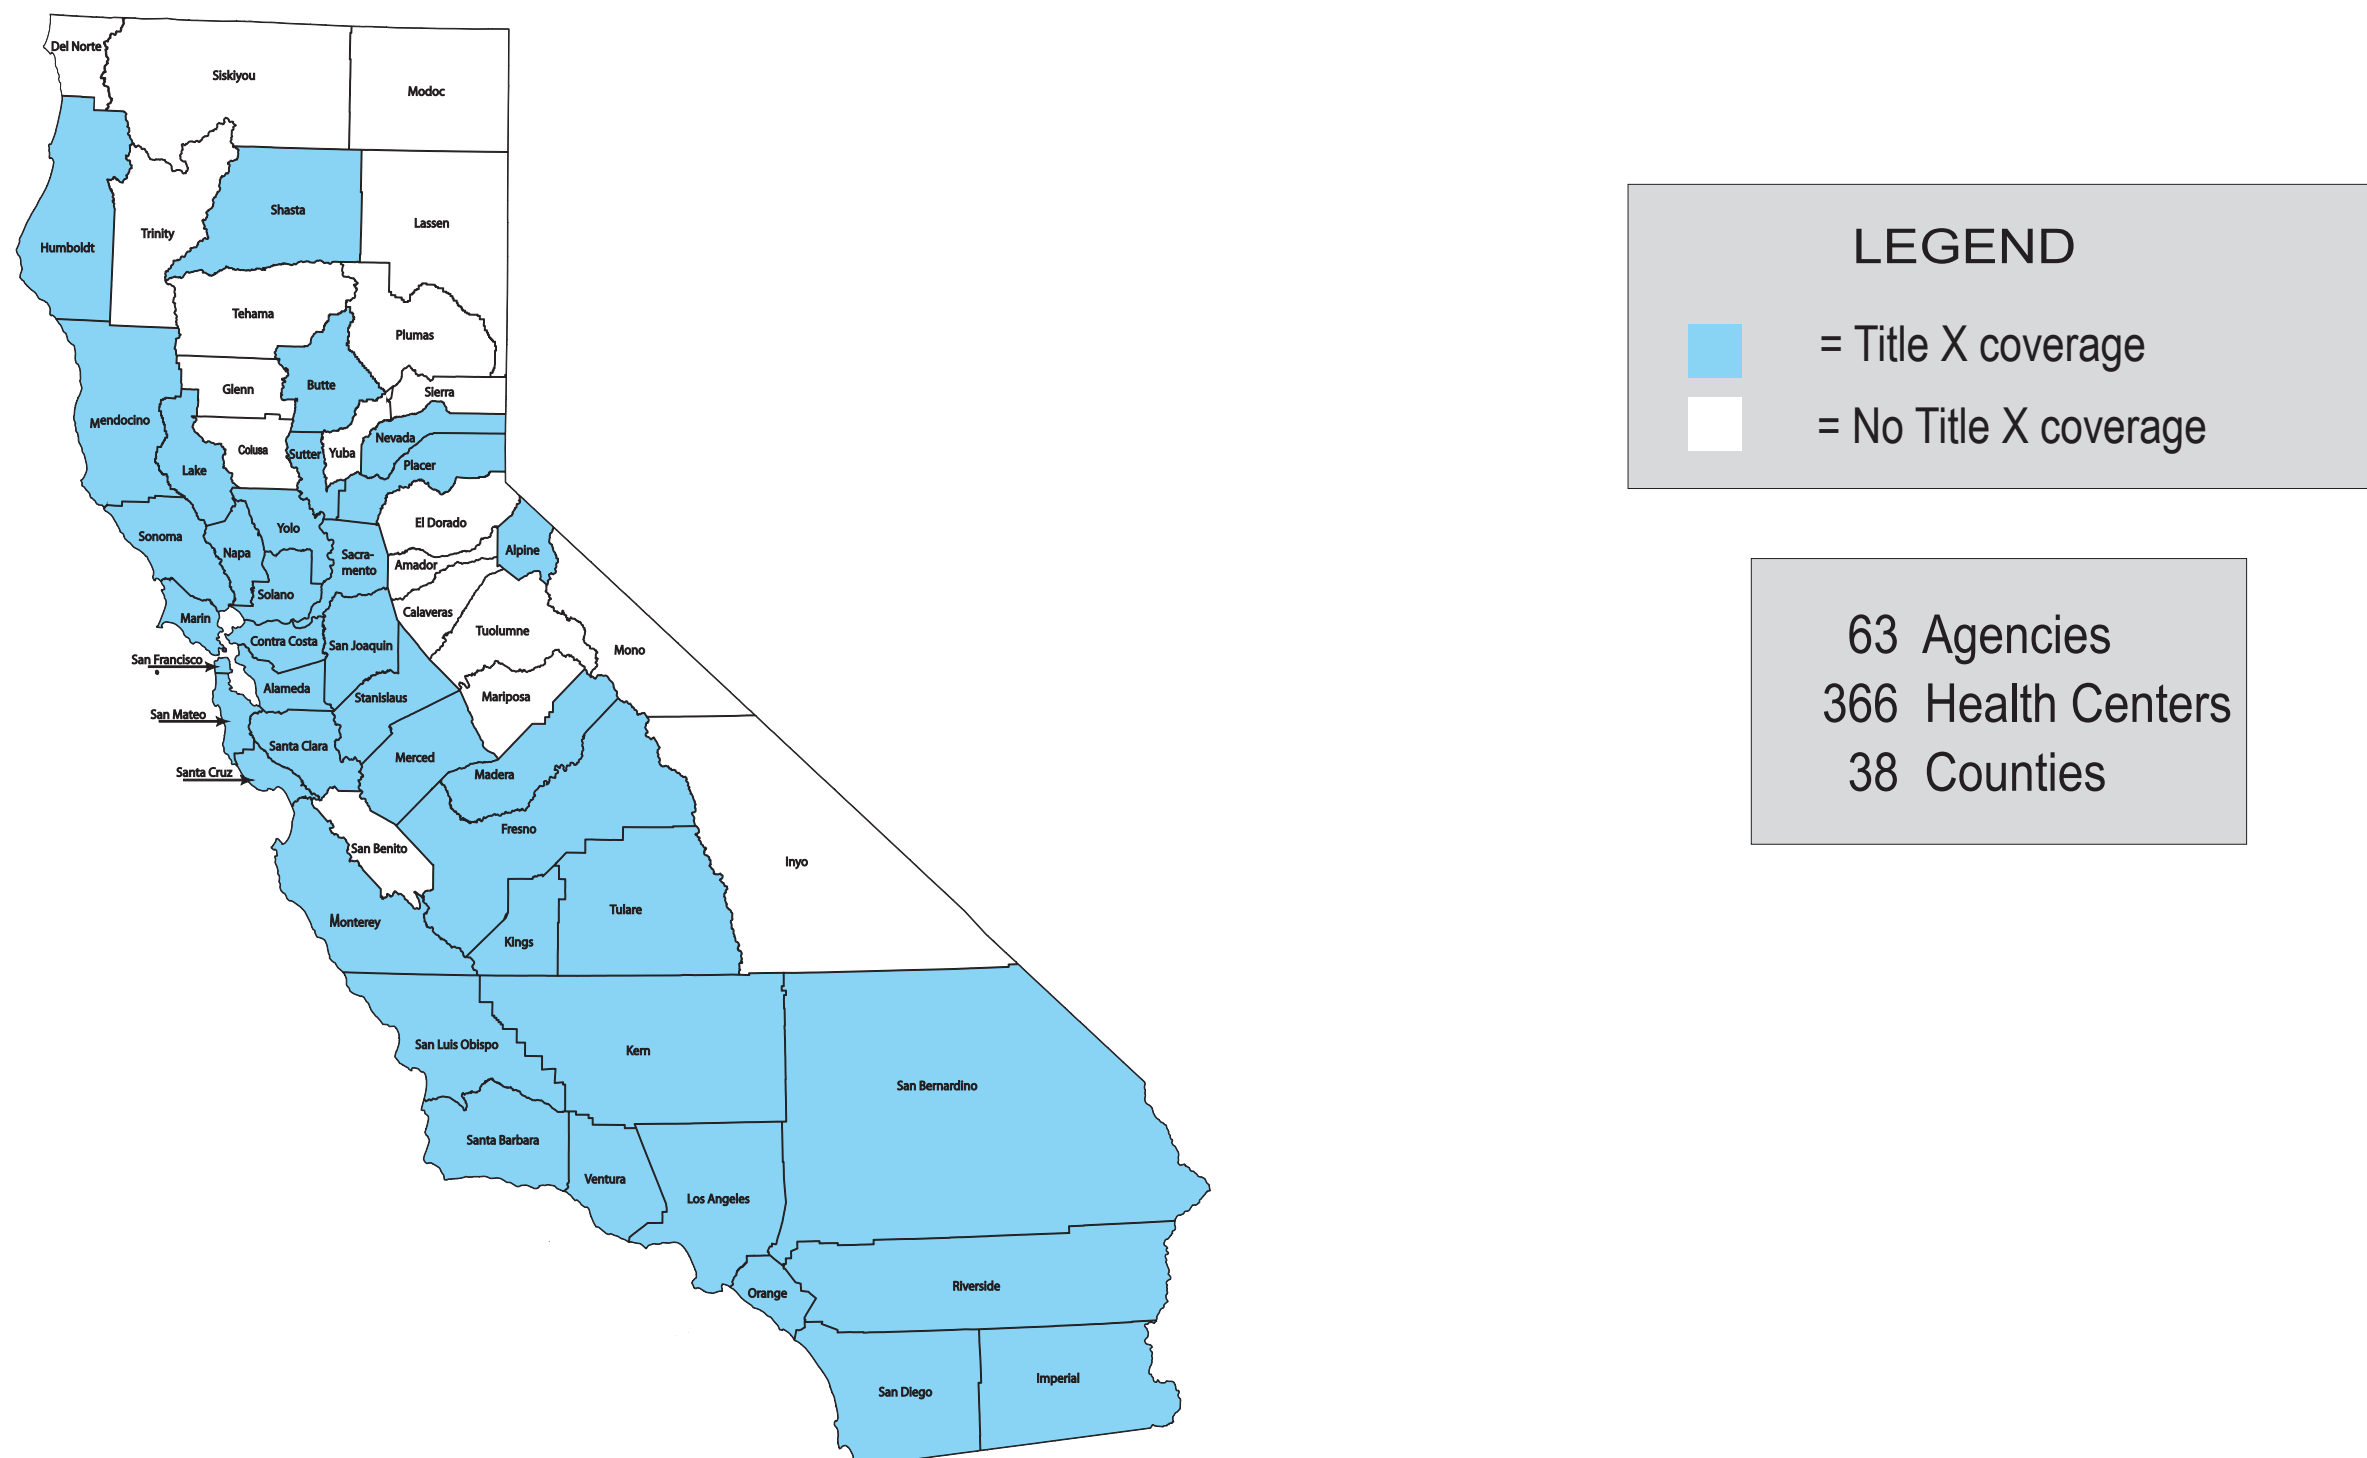 Del Norte
Siskiyou
Modoc
Humboldt
Trinity
Shasta
Lassen
Tehama
Plumas
Mendocino
Glenn
Butte
Sierra
Lake
Colusa
Sutter
Yuba
Nevada
Placer
Sonoma
Napa
Yolo
Sacra-
mento
El Dorado
Alpine
Amador
Solano
Marin
Calaveras
Contra Costa
San Joaquin
Tuolumne
Mono
San Francisco
Alameda
Stanislaus
Mariposa
San Mateo
Santa Clara
Merced
Madera
Santa Cruz
Fresno
San Benito
Inyo
Monterey
Kings
Tulare
San Luis Obispo
Kern
San Bernardino
Santa Barbara
Ventura
Los Angeles
Orange
Riverside
San Diego
Imperial
LEGEND
= Title X coverage
= No Title X coverage
63 Agencies
366 Health Centers
38 Counties